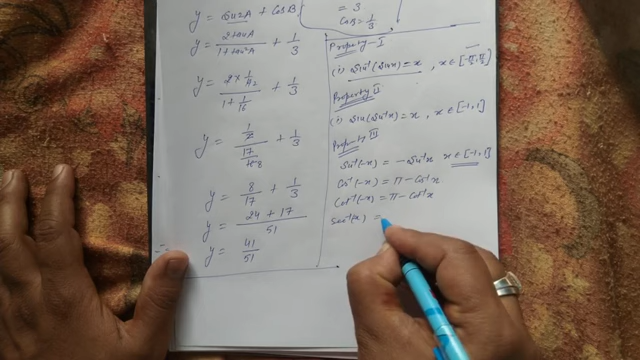 y = sin2A + cosB
y = 2tanA / 1+tan²A + 1/3
y = 2×1/4 / 1+1/16 + 1/3
y = 1/2 / 17/16 8 + 1/3
y = 8/17 + 1/3
y = 24+17 / 51
y = 41/51
= 3
cosB = 1/3
Property-I
(i) sin⁻¹(sinx) = x , x∈[-π/2, π/2]
Property II
(i) sin(sin⁻¹x) = x , x∈[-1,1]
Property III
sin⁻¹(-x) = -sin⁻¹x x∈[-1,1]
Cos⁻¹(-x) = π - Cos⁻¹x
Cot⁻¹(-x) = π - Cot⁻¹x
sec⁻¹(x) =